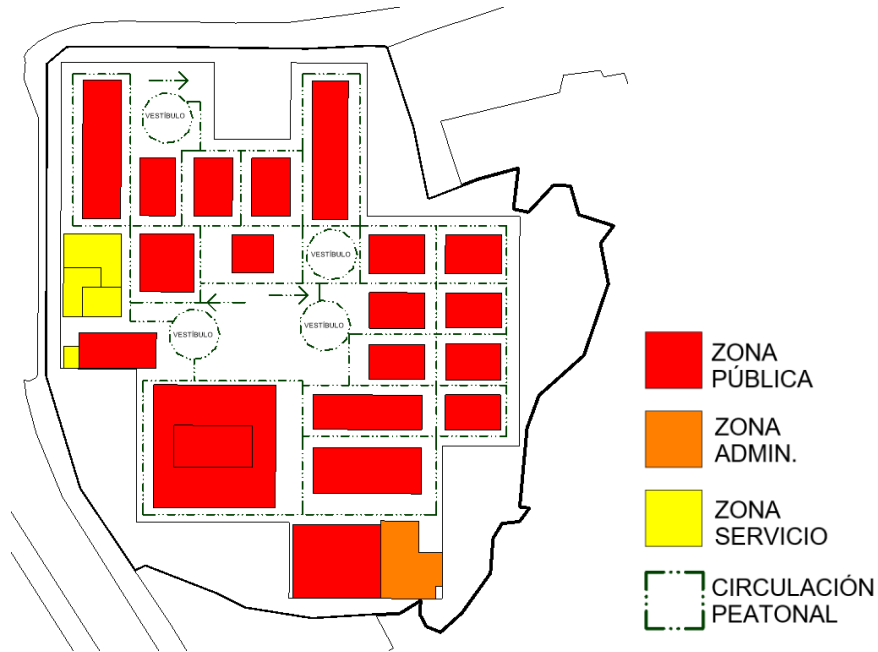 VESTÍBULO
VESTÍBULO
VESTÍBULO
VESTÍBULO
ZONA
PÚBLICA
ZONA
ADMIN.
ZONA
SERVICIO
CIRCULACIÓN
PEATONAL